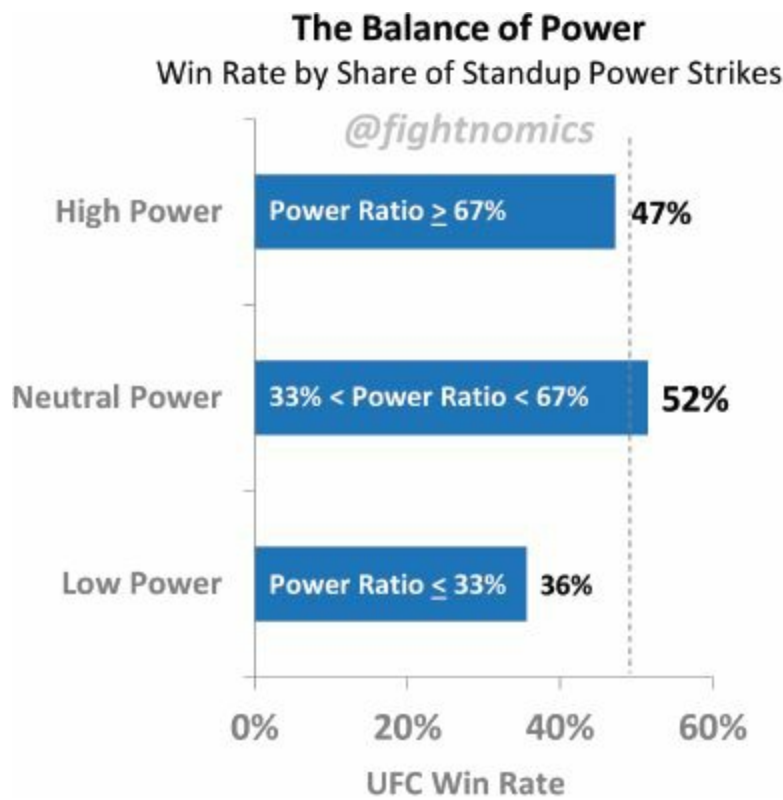 The Balance of Power
Win Rate by Share of Standup Power Strikes
@fightnomics
High Power
Power Ratio ≥ 67%
47%
Neutral Power
33% < Power Ratio < 67%
52%
Low Power
Power Ratio ≤ 33%
36%
0%
20%
40%
60%
UFC Win Rate